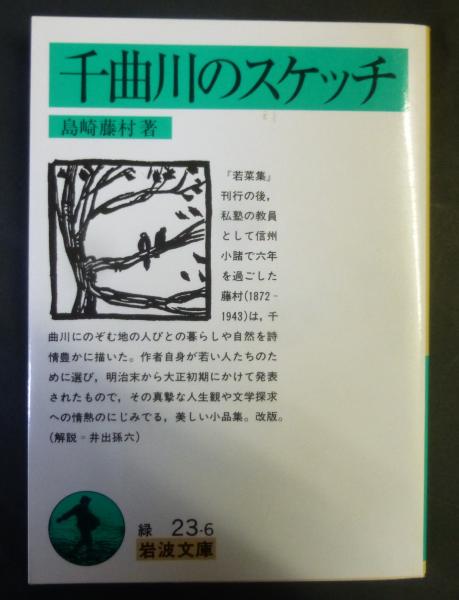 千曲川のスケッチ
島崎藤村著
『若菜集』
刊行の後，
私塾の教員
として信州
小諸で六年
を過ごした
藤村(1872-
1943)は，千
曲川にのぞむ地の人びとの暮らしや自然を詩
情豊かに描いた。作者自身が若い人たちのた
めに選び，明治末から大正初期にかけて発表
されたもので，その真摯な人生観や文学探求
への情熱のにじみでる，美しい小品集。改版。
(解説＝井出孫六)
緑 23-6
岩波文庫